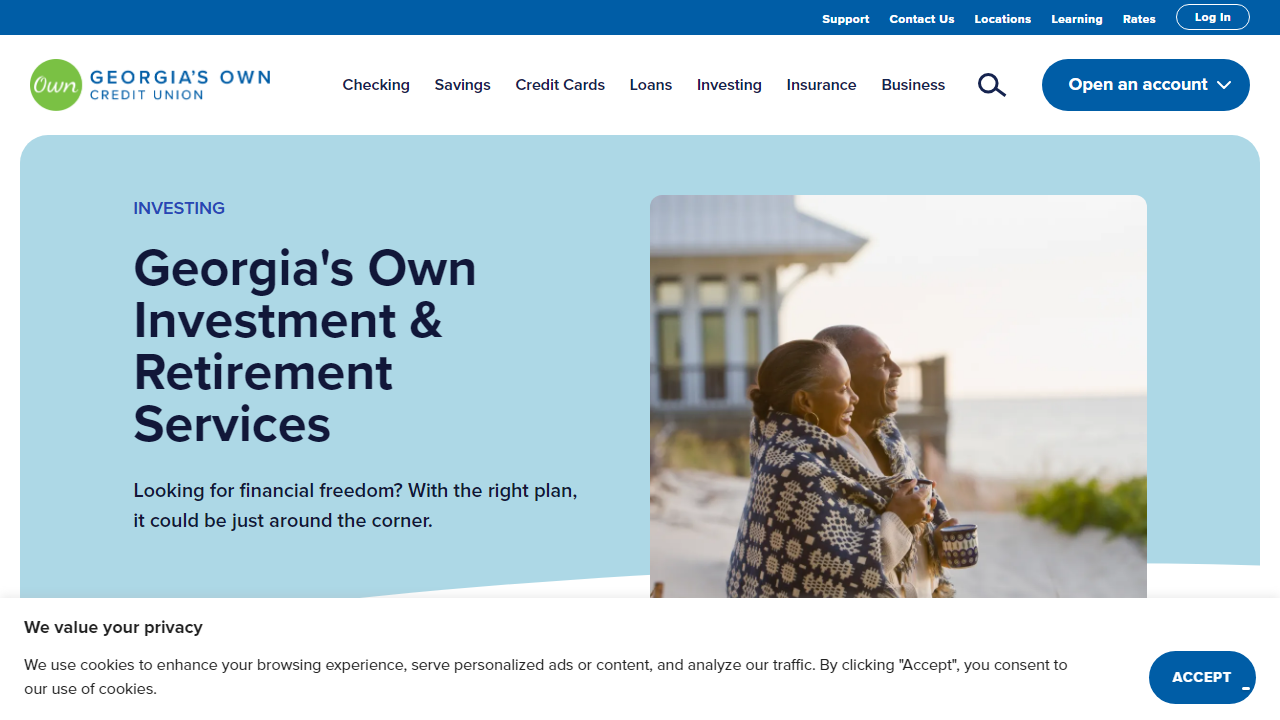 Support Contact Us Locations Learning Rates Log In
Own GEORGIA'S OWN
CREDIT UNION
Checking Savings Credit Cards Loans Investing Insurance Business Open an account
INVESTING
Georgia's Own
Investment &
Retirement
Services
Looking for financial freedom? With the right plan,
it could be just around the corner.
We value your privacy
We use cookies to enhance your browsing experience, serve personalized ads or content, and analyze our traffic. By clicking "Accept", you consent to
our use of cookies.
ACCEPT